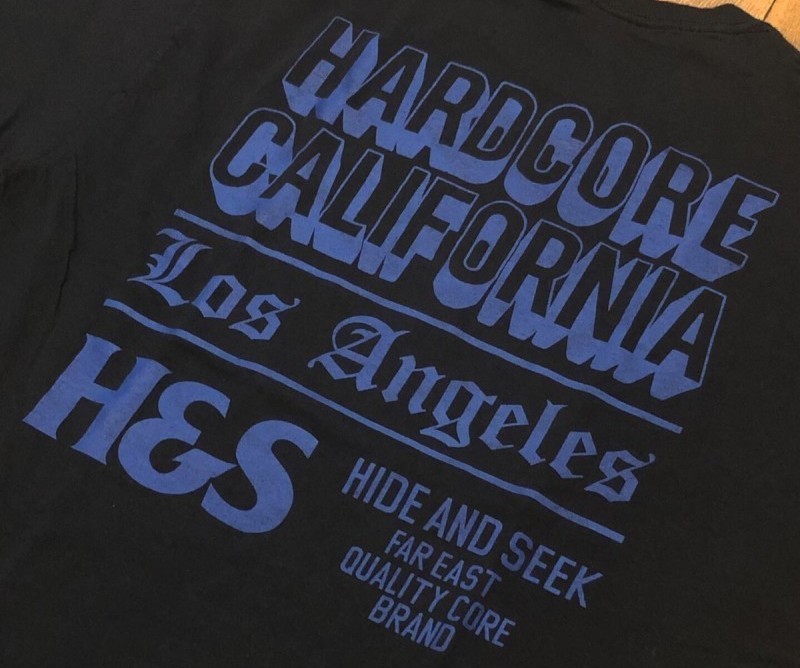 HARDCORE
CALIFORNIA
Los Angeles
H&S
HIDE AND SEEK
FAR EAST
QUALITY CORE
BRAND